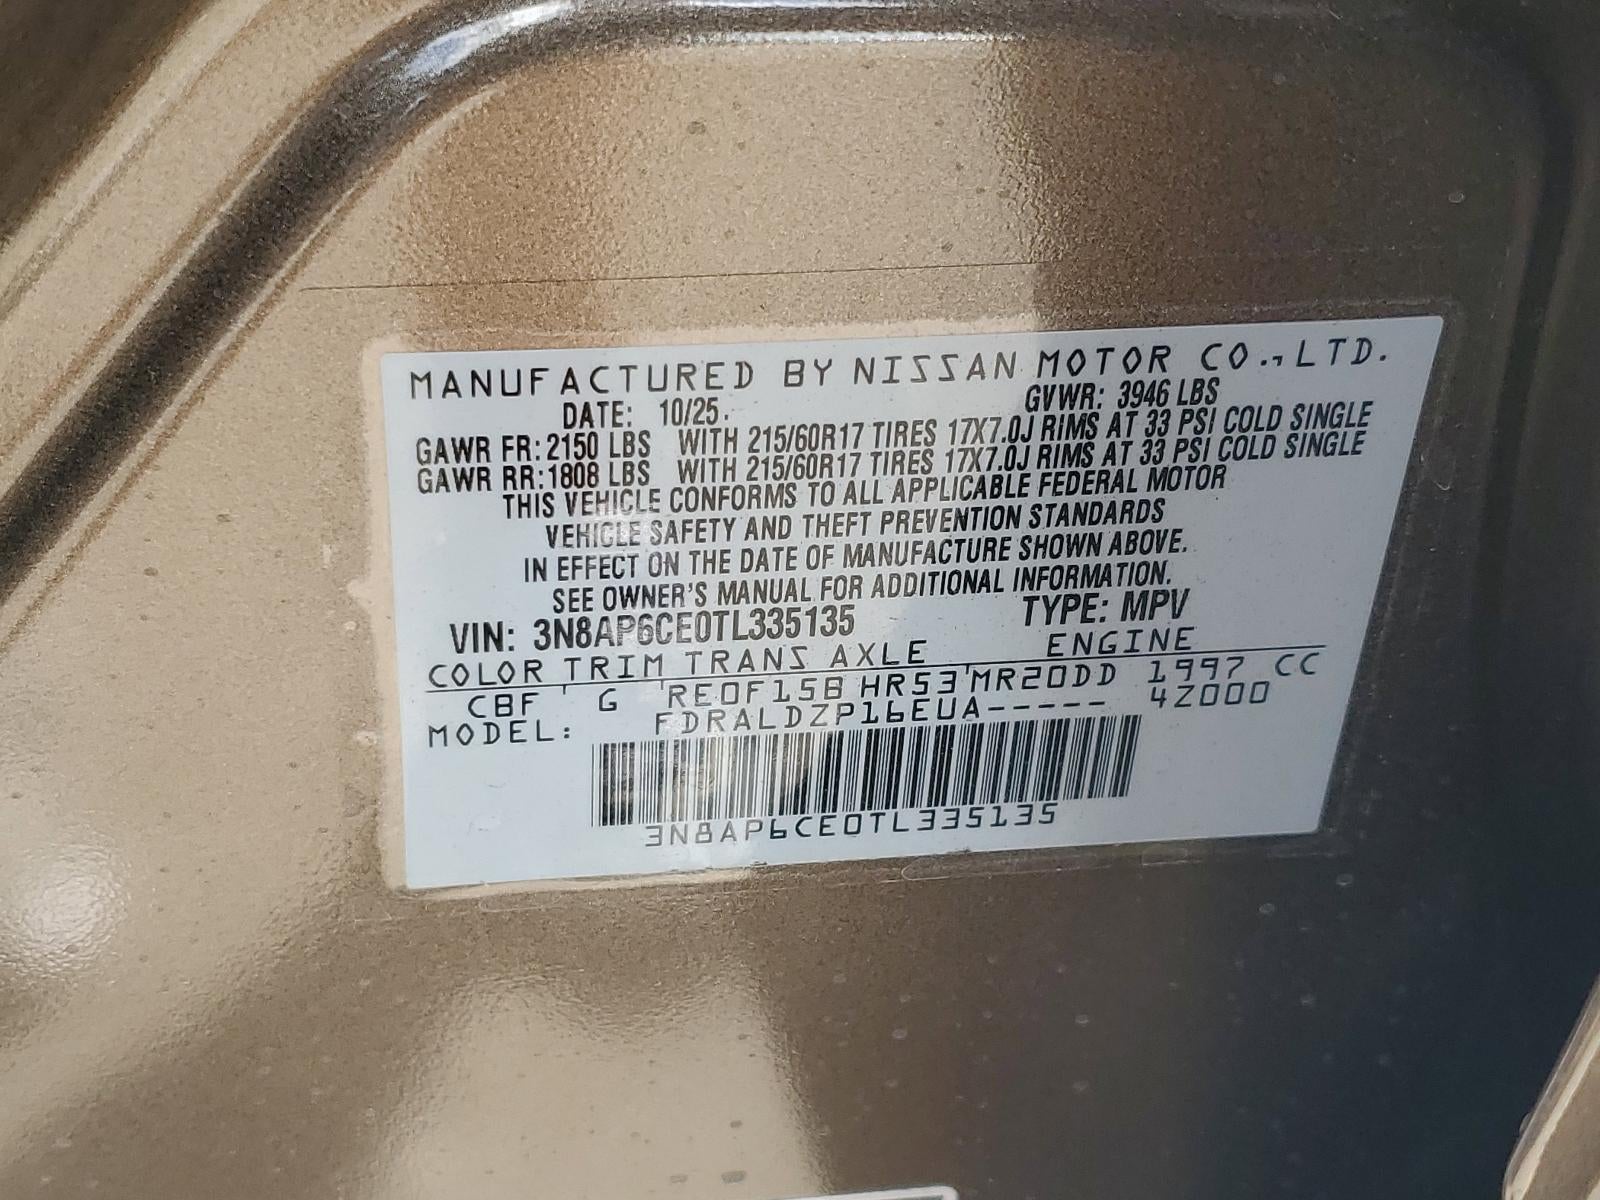 MANUFACTURED BY NISSAN MOTOR CO., LTD.
DATE: 10/25. GVWR: 3946 LBS
GAWR FR: 2150 LBS WITH 215/60R17 TIRES 17X7.0J RIMS AT 33 PSI COLD SINGLE
GAWR RR: 1808 LBS WITH 215/60R17 TIRES 17X7.0J RIMS AT 33 PSI COLD SINGLE
THIS VEHICLE CONFORMS TO ALL APPLICABLE FEDERAL MOTOR
VEHICLE SAFETY AND THEFT PREVENTION STANDARDS
IN EFFECT ON THE DATE OF MANUFACTURE SHOWN ABOVE.
SEE OWNER'S MANUAL FOR ADDITIONAL INFORMATION.
VIN: 3N8AP6CE0TL335135 TYPE: MPV
COLOR TRIM TRANS AXLE ENGINE
CBF G RE0F15B HR53 MR20DD 1997 CC
MODEL: FDRALDZP16EUA----- 4Z000
3N8AP6CE0TL335135